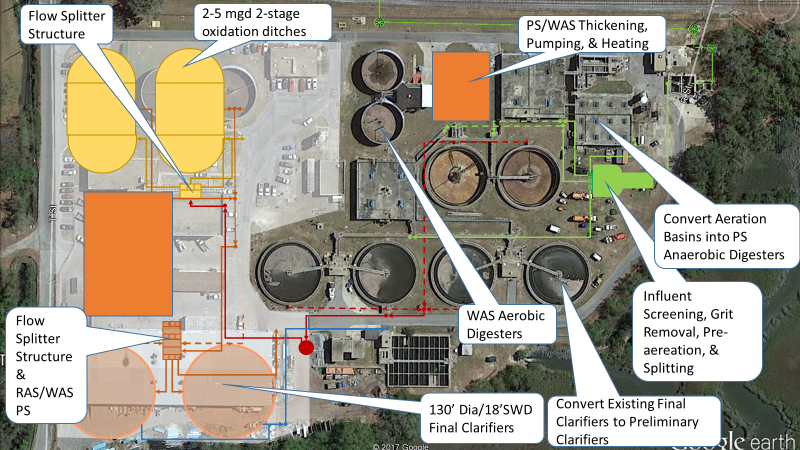 Flow Splitter
Structure
2-5 mgd 2-stage
oxidation ditches
PS/WAS Thickening,
Pumping, & Heating
Convert Aeration
Basins into PS
Anaerobic Digesters
Influent
Screening, Grit
Removal, Pre-
aereation, &
Splitting
WAS Aerobic
Digesters
Flow
Splitter
Structure
&
RAS/WAS
PS
130' Dia/18'SWD
Final Clarifiers
Convert Existing Final
Clarifiers to Preliminary
Clarifiers
© 2017 Google
Google earth